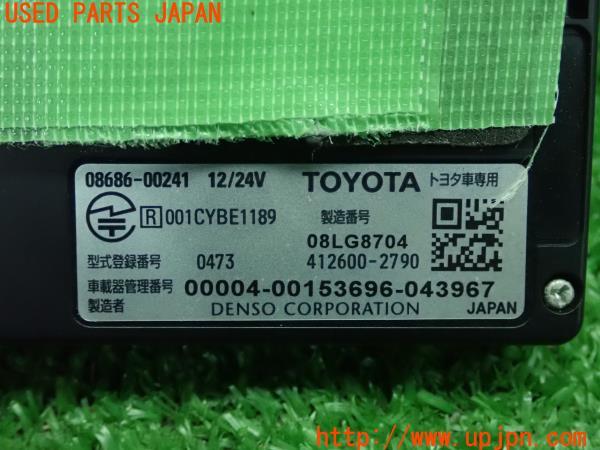 USED PARTS JAPAN
08686-00241 12/24V TOYOTA トヨタ車専用
R 001CYBE1189 製造番号
08LG8704
型式登録番号 0473 412600-2790
車載器管理番号 00004-00153696-043967
製造者 DENSO CORPORATION JAPAN
http://www.upjpn.com